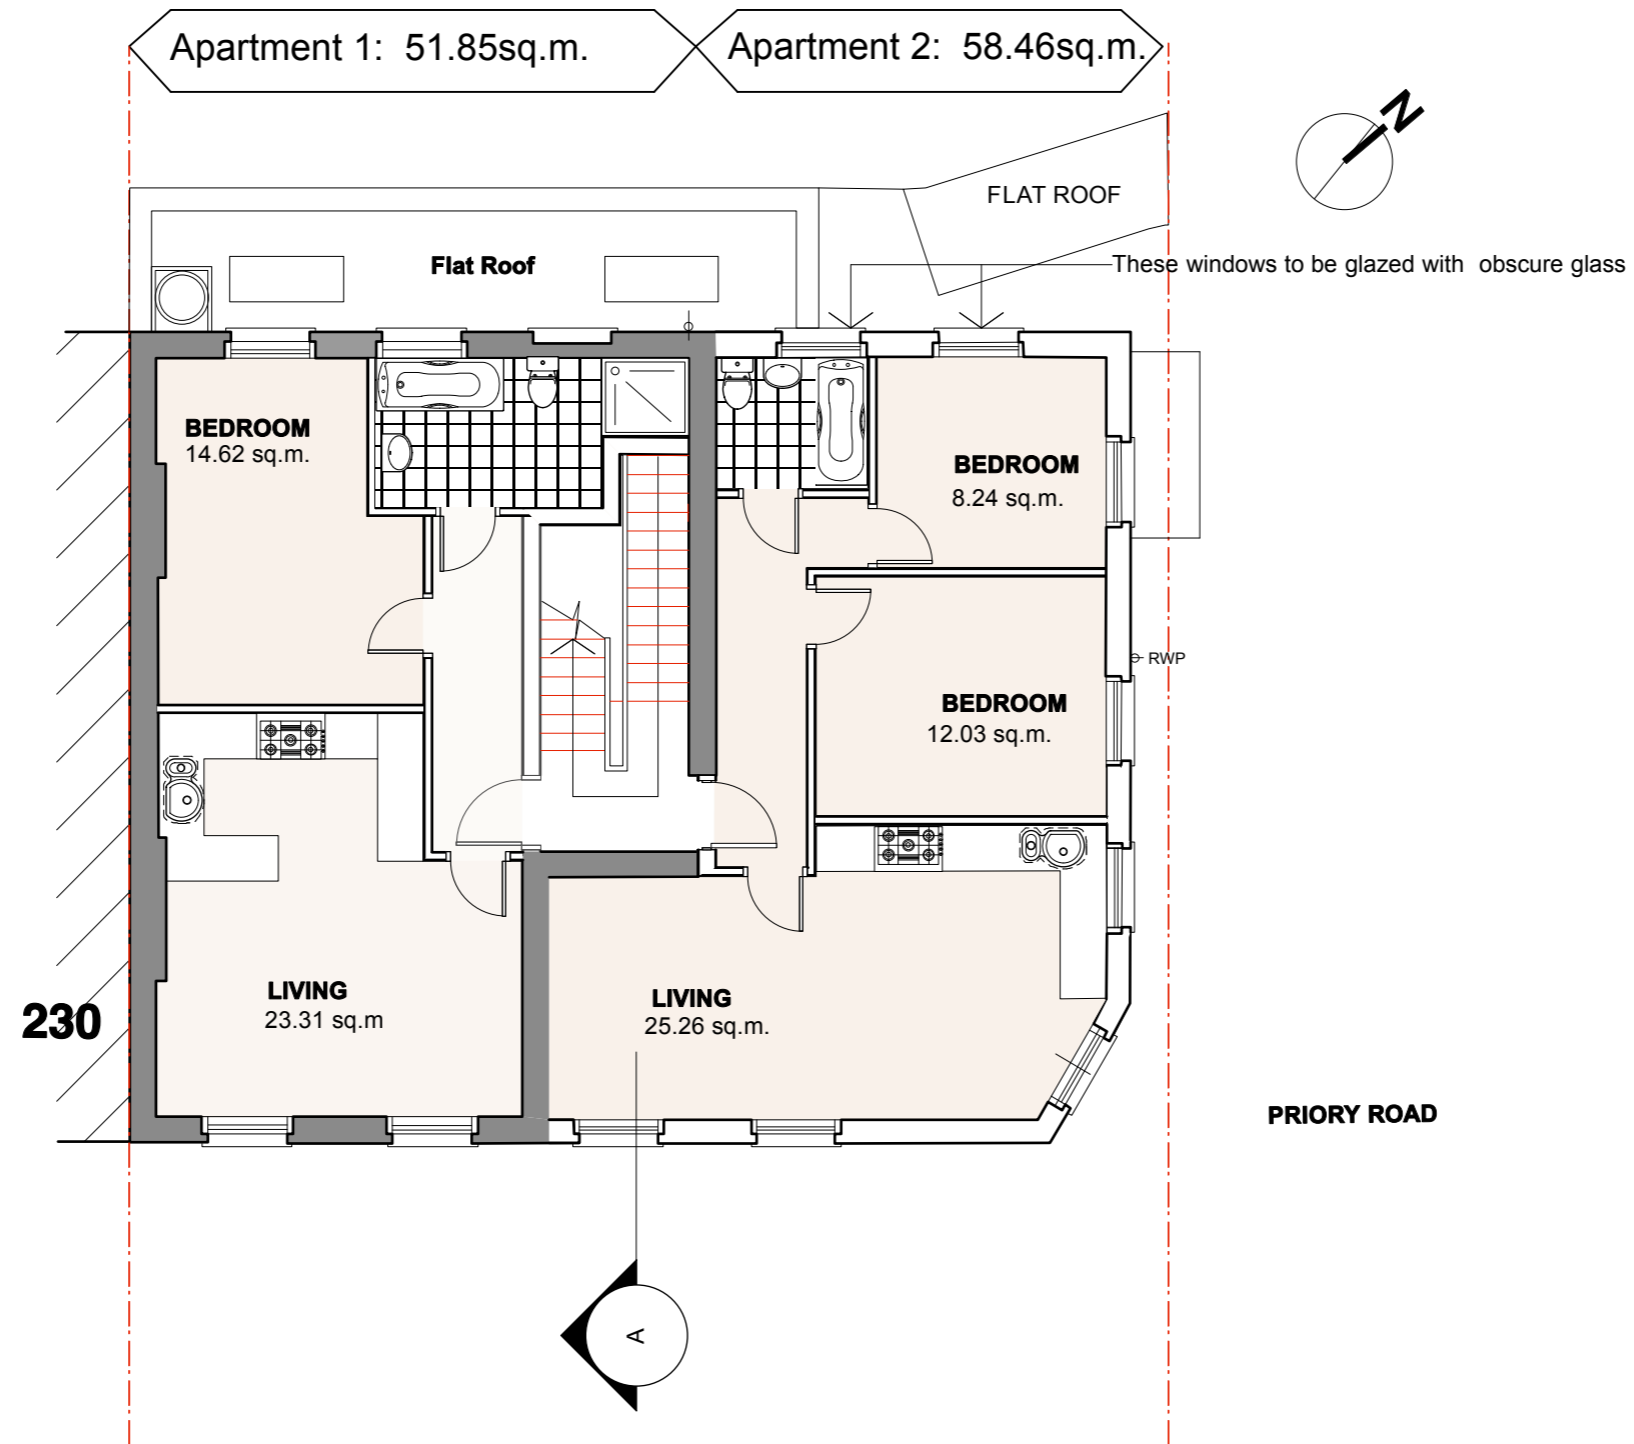 Apartment 1: 51.85sq.m.
Apartment 2: 58.46sq.m.
N
FLAT ROOF
Flat Roof
These windows to be glazed with obscure glass
BEDROOM
14.62 sq.m.
BEDROOM
8.24 sq.m.
RWP
BEDROOM
12.03 sq.m.
LIVING
23.31 sq.m
LIVING
25.26 sq.m.
230
PRIORY ROAD
A